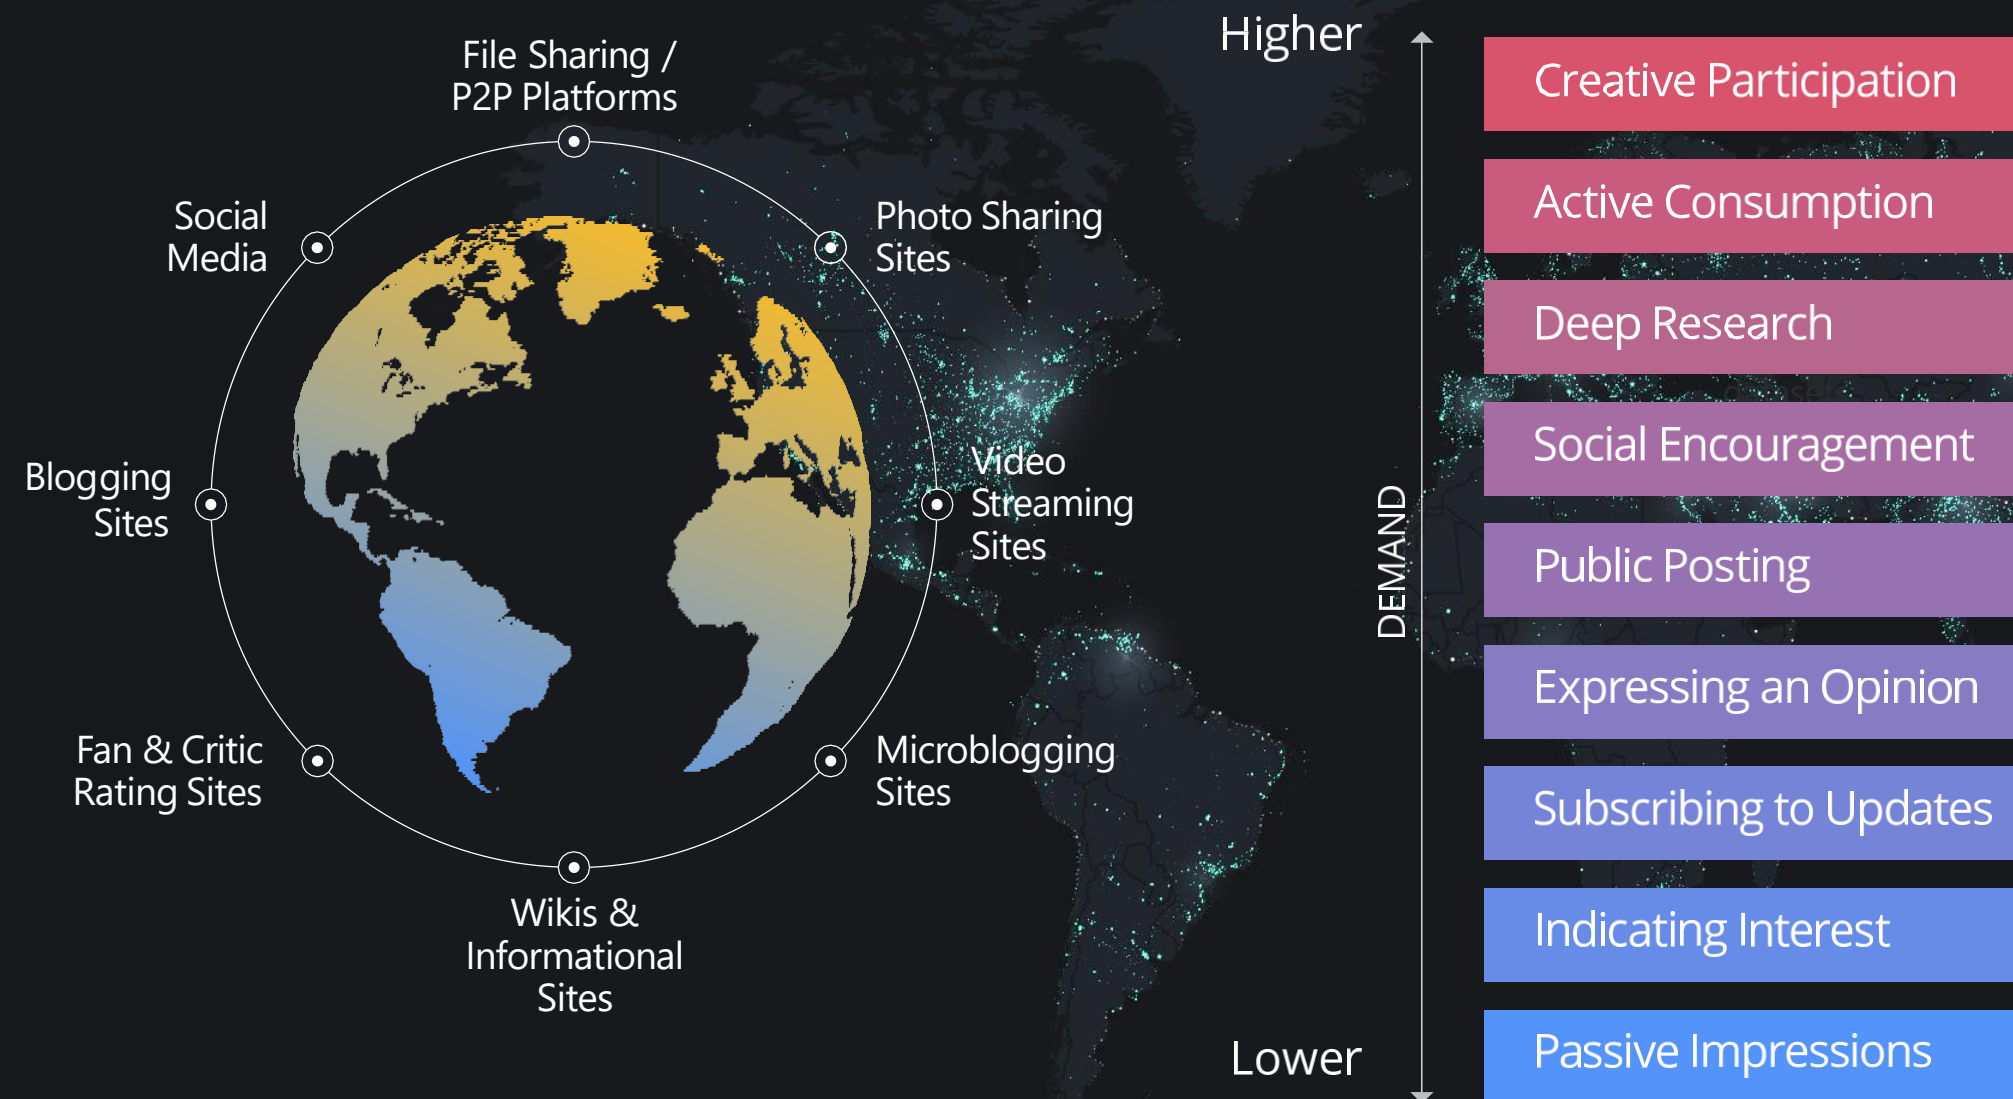 File Sharing /
P2P Platforms
Social
Media
Photo Sharing
Sites
Blogging
Sites
Video
Streaming
Sites
Fan & Critic
Rating Sites
Microblogging
Sites
Wikis &
Informational
Sites
Higher
DEMAND
Lower
Creative Participation
Active Consumption
Deep Research
Social Encouragement
Public Posting
Expressing an Opinion
Subscribing to Updates
Indicating Interest
Passive Impressions